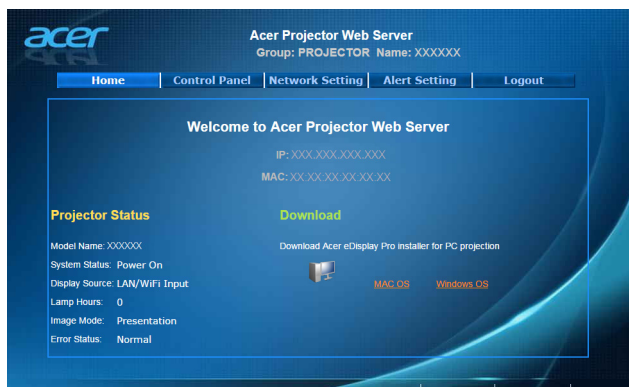 acer
Acer Projector Web Server
Group: PROJECTOR Name: XXXXXX
Home Control Panel Network Setting Alert Setting Logout
Welcome to Acer Projector Web Server
IP: XXX.XXX.XXX.XXX
MAC: XX:XX:XX:XX:XX:XX
Projector Status
Model Name: XXXXXX
System Status: Power On
Display Source: LAN/WiFi Input
Lamp Hours: 0
Image Mode: Presentation
Error Status: Normal
Download
Download Acer eDisplay Pro installer for PC projection
MAC OS Windows OS